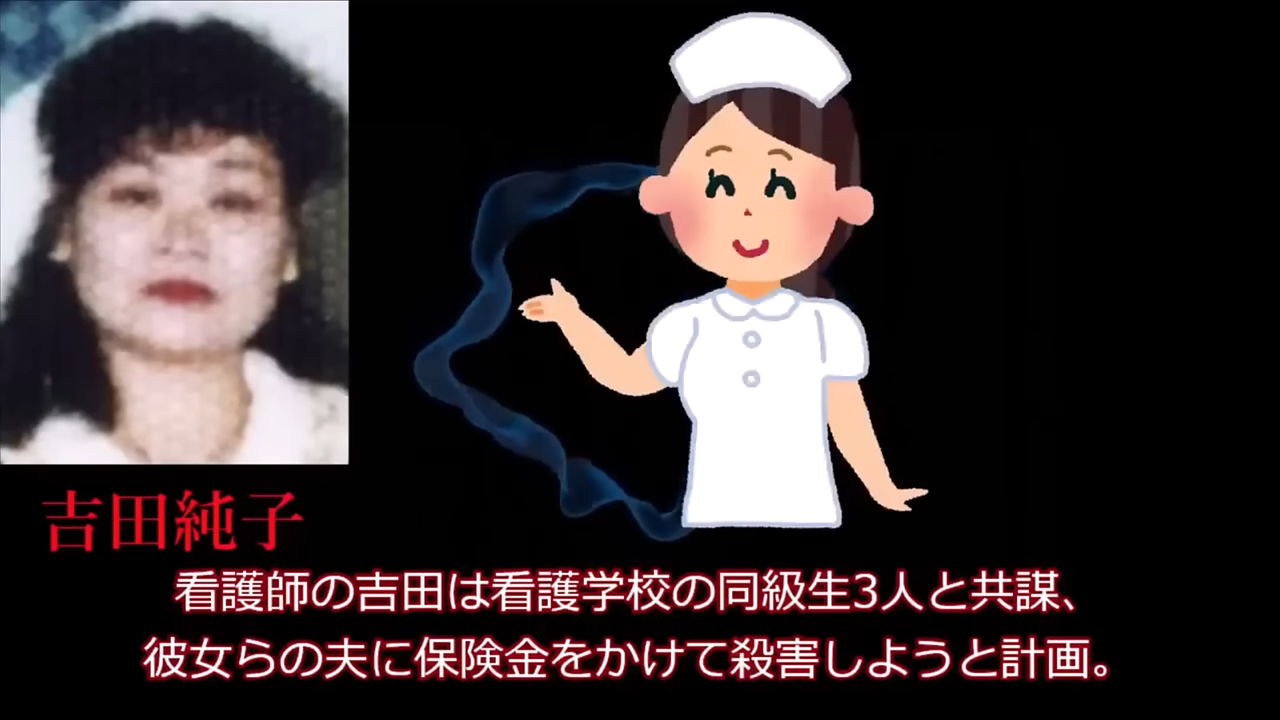 吉田純子
看護師の吉田は看護学校の同級生3人と共謀、
彼女らの夫に保険金をかけて殺害しようと計画。